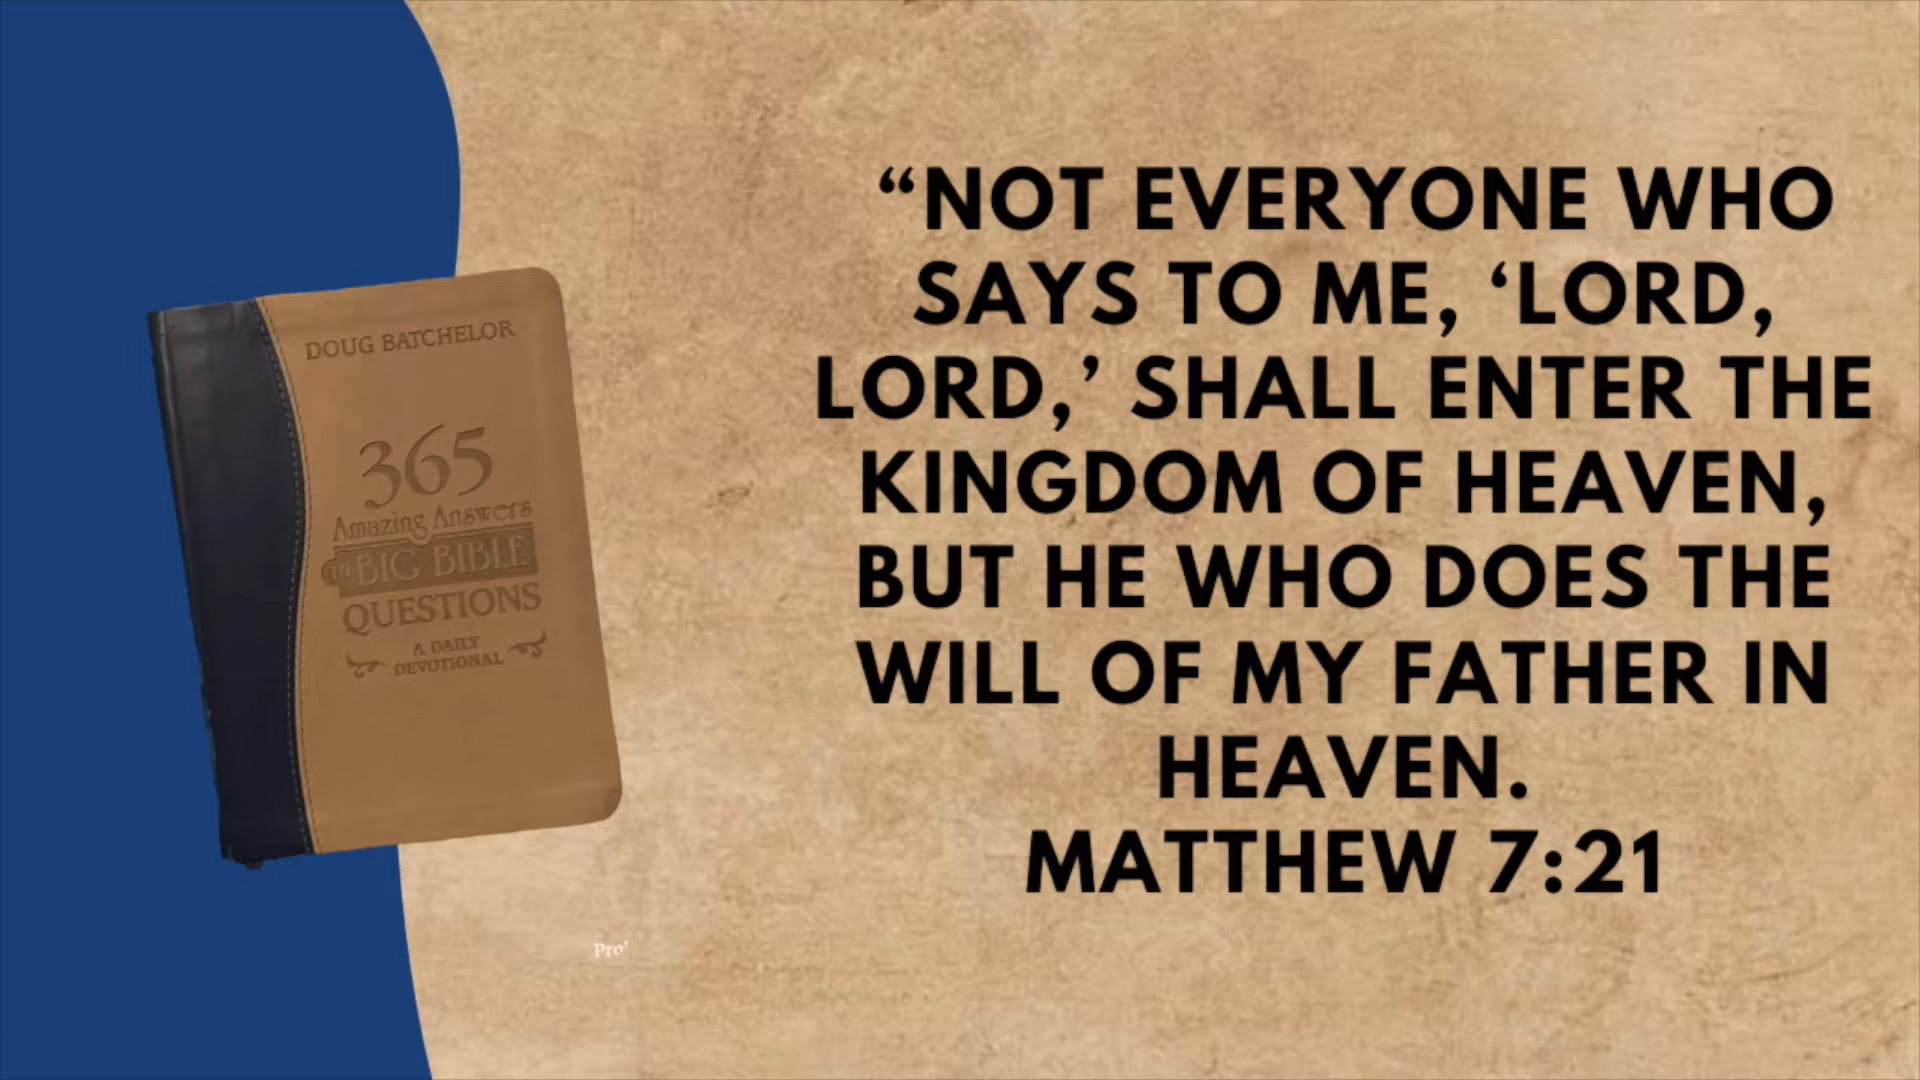 DOUG BATCHELOR
365
Amazing Answers
TO BIG BIBLE
QUESTIONS
A DAILY
DEVOTIONAL
“NOT EVERYONE WHO
SAYS TO ME, ‘LORD,
LORD,’ SHALL ENTER THE
KINGDOM OF HEAVEN,
BUT HE WHO DOES THE
WILL OF MY FATHER IN
HEAVEN.
MATTHEW 7:21